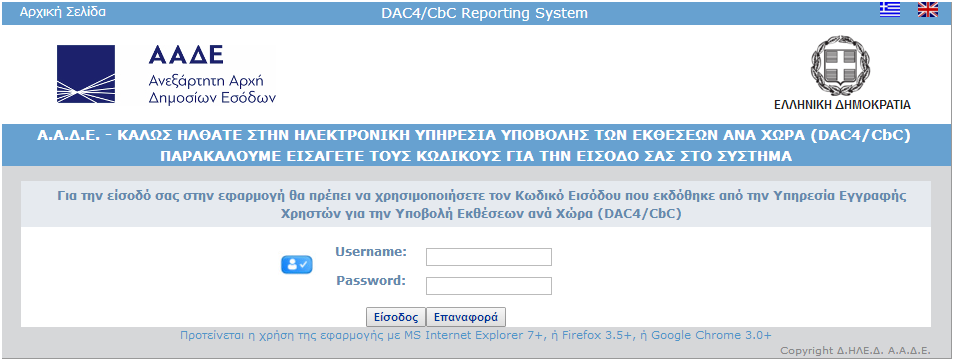 Αρχική Σελίδα
DAC4/CbC Reporting System
ΑΑΔΕ
Ανεξάρτητη Αρχή
Δημοσίων Εσόδων
ΕΛΛΗΝΙΚΗ ΔΗΜΟΚΡΑΤΙΑ
Α.Α.Δ.Ε. - ΚΑΛΩΣ ΗΛΘΑΤΕ ΣΤΗΝ ΗΛΕΚΤΡΟΝΙΚΗ ΥΠΗΡΕΣΙΑ ΥΠΟΒΟΛΗΣ ΤΩΝ ΕΚΘΕΣΕΩΝ ΑΝΑ ΧΩΡΑ (DAC4/CbC)
ΠΑΡΑΚΑΛΟΥΜΕ ΕΙΣΑΓΕΤΕ ΤΟΥΣ ΚΩΔΙΚΟΥΣ ΓΙΑ ΤΗΝ ΕΙΣΟΔΟ ΣΑΣ ΣΤΟ ΣΥΣΤΗΜΑ
Για την είσοδό σας στην εφαρμογή θα πρέπει να χρησιμοποιήσετε τον Κωδικό Εισόδου που εκδόθηκε από την Υπηρεσία Εγγραφής
Χρηστών για την Υποβολή Εκθέσεων ανά Χώρα (DAC4/CbC)
Username:
Password:
Είσοδος Επαναφορά
Προτείνεται η χρήση της εφαρμογής με MS Internet Explorer 7+, ή Firefox 3.5+, ή Google Chrome 3.0+
Copyright Δ.ΗΛΕ.Δ. Α.Α.Δ.Ε.